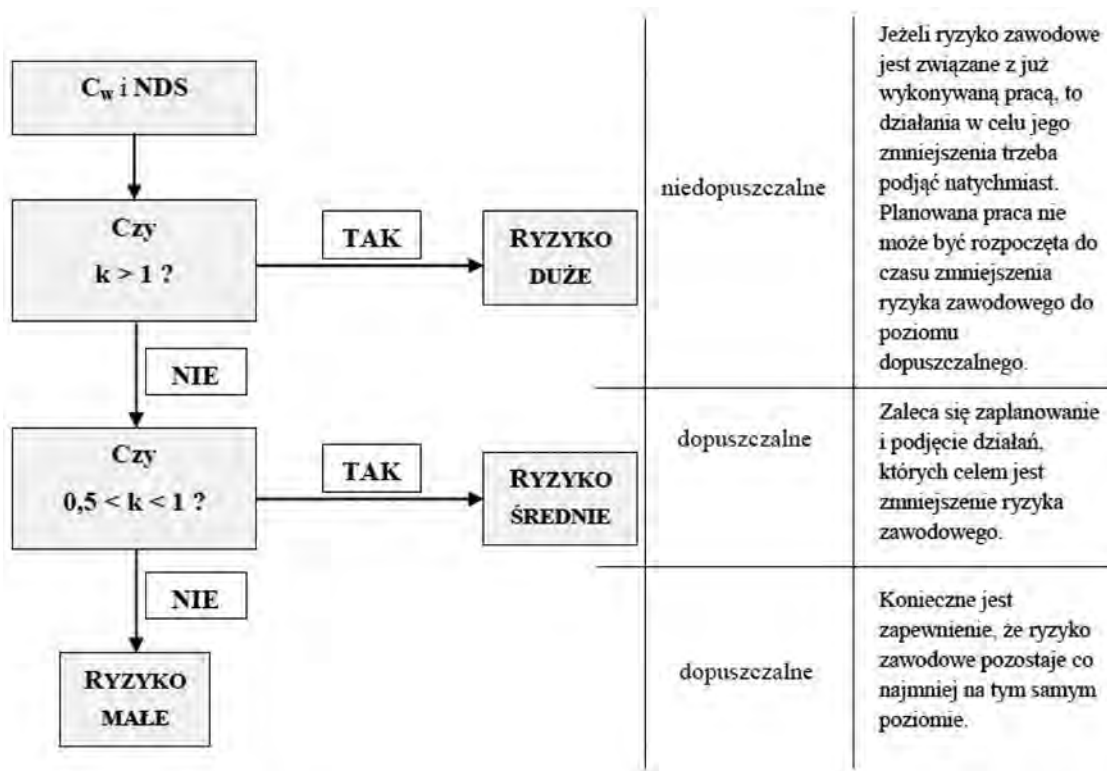 C_w i NDS
Czy
k > 1 ?
TAK
RYZYKO
DUŻE
niedopuszczalne
Jeżeli ryzyko zawodowe
jest związane z już
wykonywaną pracą, to
działania w celu jego
zmniejszenia trzeba
podjąć natychmiast.
Planowana praca nie
może być rozpoczęta do
czasu zmniejszenia
ryzyka zawodowego do
poziomu
dopuszczalnego.
NIE
Czy
0,5 < k < 1 ?
TAK
RYZYKO
ŚREDNIE
dopuszczalne
Zaleca się zaplanowanie
i podjęcie działań,
których celem jest
zmniejszenie ryzyka
zawodowego.
NIE
RYZYKO
MAŁE
dopuszczalne
Konieczne jest
zapewnienie, że ryzyko
zawodowe pozostaje co
najmniej na tym samym
poziomie.